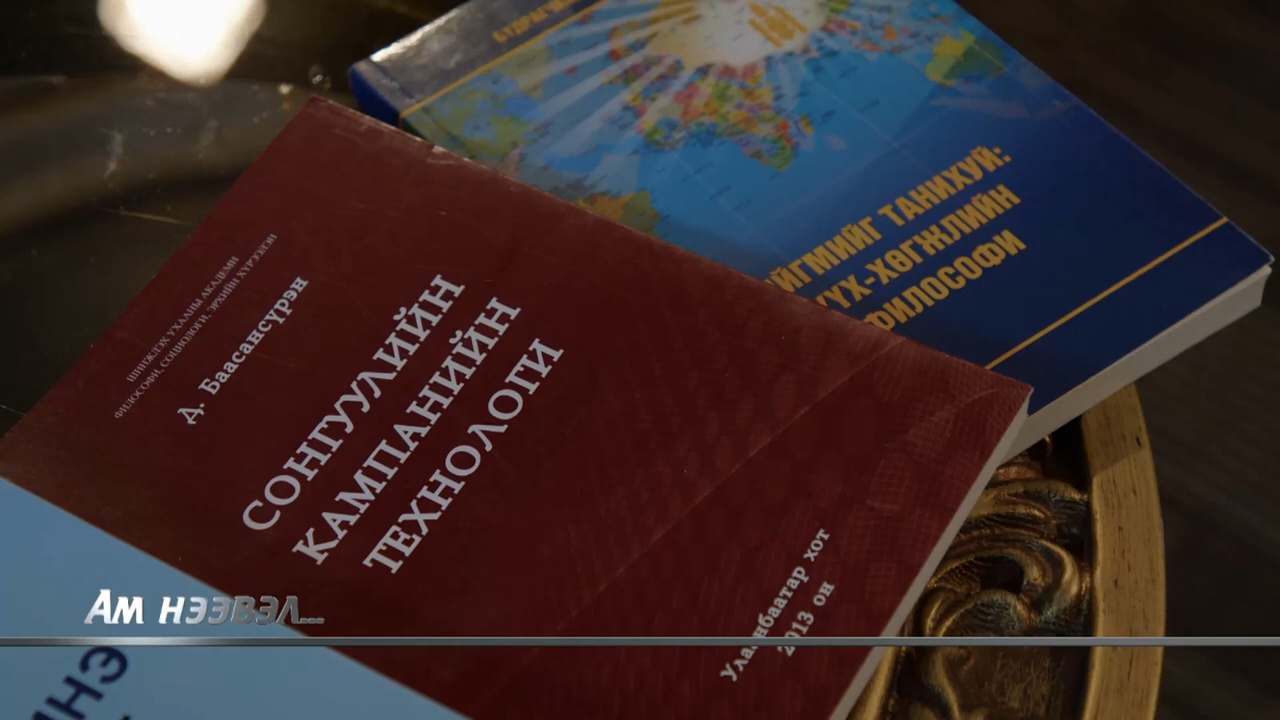 ШИНЖЛЭХ УХААНЫ АКАДЕМИ
ФИЛОСОФИ, СОЦИОЛОГИ, ЭРХИЙН ХҮРЭЭЛЭН
Д. Баасансүрэн
СОНГУУЛИЙН
КАМПАНИЙН
ТЕХНОЛОГИ
Улаанбаатар хот
2013 он
ЙГМИЙГ ТАНИХУЙ:
ҮҮХ-ХӨГЖЛИЙН
ФИЛОСОФИ
Ам нээвэл...